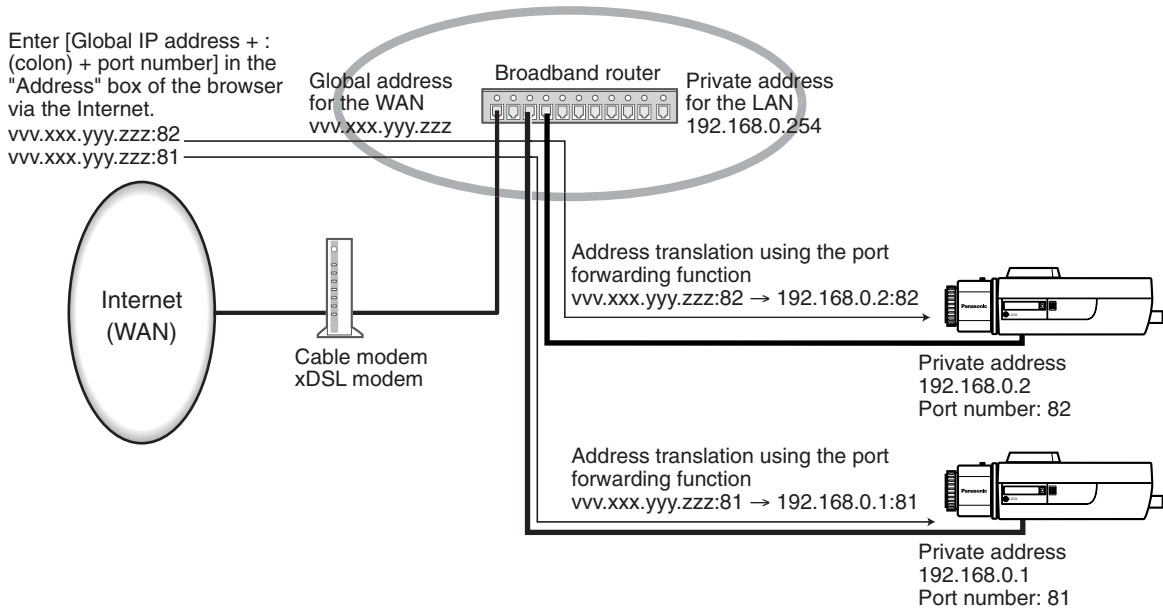 Enter [Global IP address + :
(colon) + port number] in the
"Address" box of the browser
via the Internet.
vvv.xxx.yyy.zzz:82
vvv.xxx.yyy.zzz:81
Global address
for the WAN
vvv.xxx.yyy.zzz
Broadband router
Private address
for the LAN
192.168.0.254
Internet
(WAN)
Cable modem
xDSL modem
Address translation using the port
forwarding function
vvv.xxx.yyy.zzz:82 → 192.168.0.2:82
Panasonic
Private address
192.168.0.2
Port number: 82
Address translation using the port
forwarding function
vvv.xxx.yyy.zzz:81 → 192.168.0.1:81
Panasonic
Private address
192.168.0.1
Port number: 81